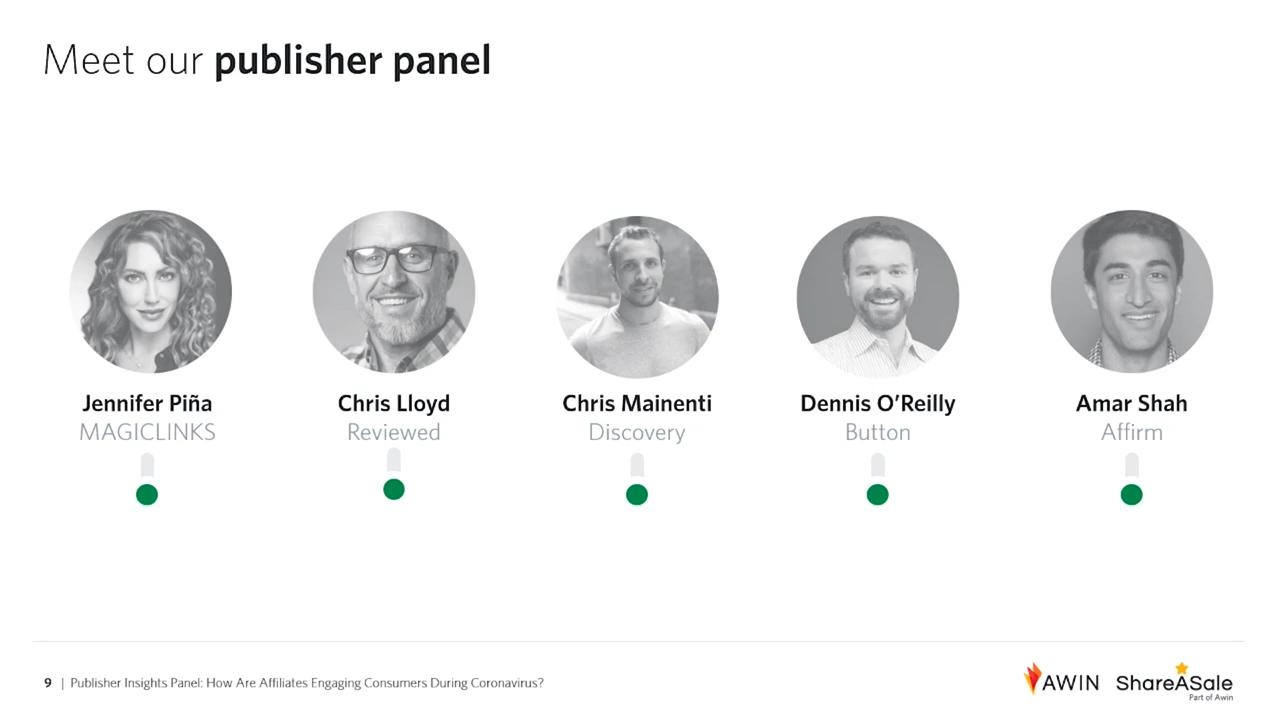 Meet our publisher panel
Jennifer Piña
MAGICLINKS
Chris Lloyd
Reviewed
Chris Mainenti
Discovery
Dennis O’Reilly
Button
Amar Shah
Affirm
9 | Publisher Insights Panel: How Are Affiliates Engaging Consumers During Coronavirus?
AWIN
ShareASale
Part of Awin